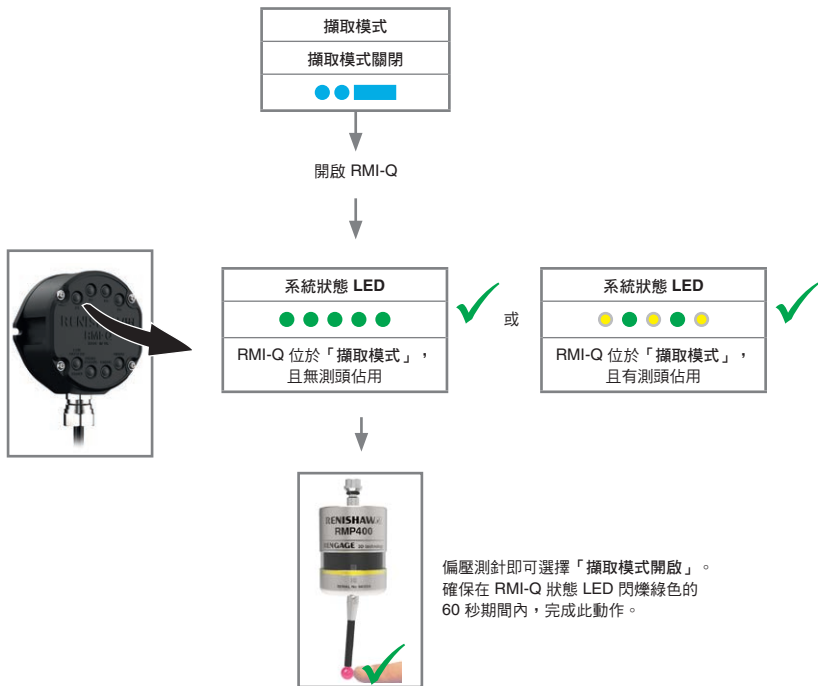 擷取模式
擷取模式關閉
開啟 RMI-Q
RENISHAW
RMI-Q
系統狀態 LED
RMI-Q 位於「擷取模式」,
且無測頭佔用
或
系統狀態 LED
RMI-Q 位於「擷取模式」,
且有測頭佔用
RENISHAW
RMP400
RENGAGE
偏壓測針即可選擇「擷取模式開啟」。
確保在 RMI-Q 狀態 LED 閃爍綠色的
60 秒期間內,完成此動作。